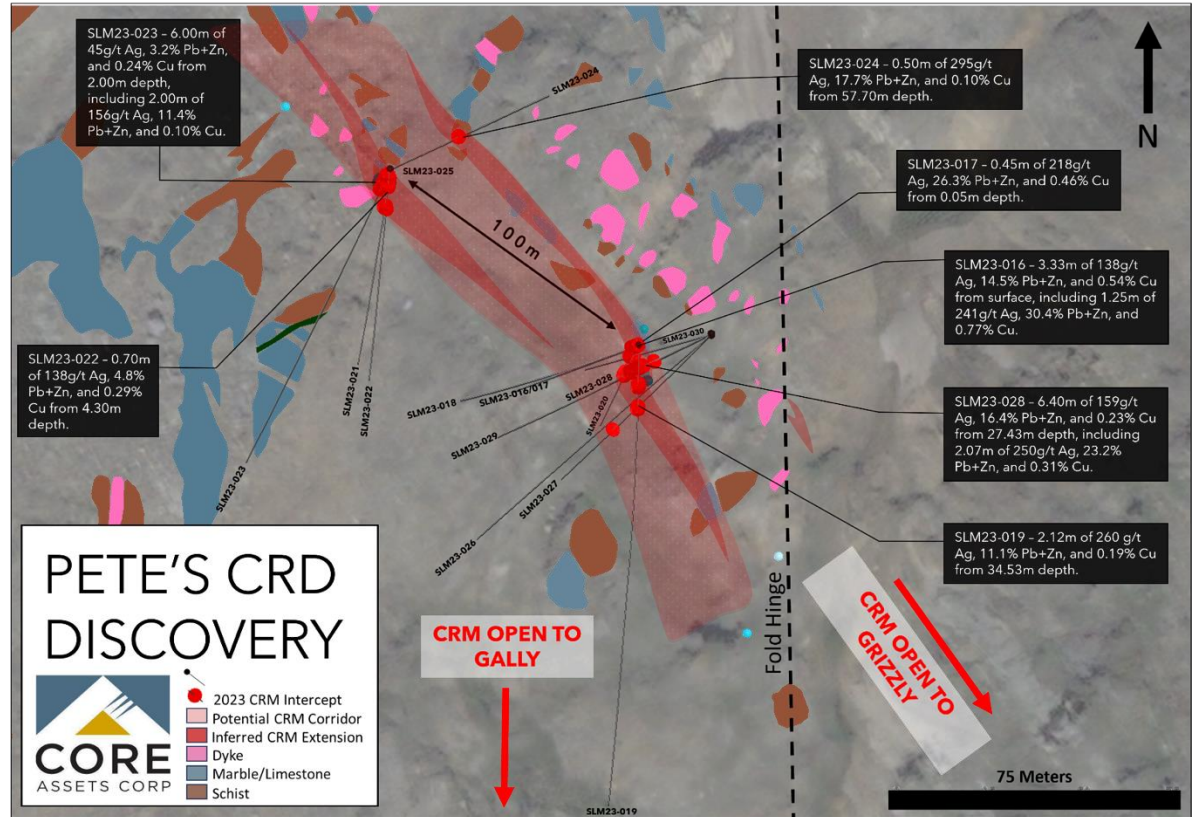 SLM23-023 – 6.00m of
45g/t Ag, 3.2% Pb+Zn,
and 0.24% Cu from
2.00m depth,
including 2.00m of
156g/t Ag, 11.4%
Pb+Zn, and 0.10% Cu.
SLM23-024
SLM23-024 – 0.50m of 295g/t
Ag, 17.7% Pb+Zn, and 0.10% Cu
from 57.70m depth.
N
SLM23-025
SLM23-017 – 0.45m of 218g/t
Ag, 26.3% Pb+Zn, and 0.46% Cu
from 0.05m depth.
100m
SLM23-016 – 3.33m of 138g/t
Ag, 14.5% Pb+Zn, and 0.54% Cu
from surface, including 1.25m of
241g/t Ag, 30.4% Pb+Zn, and
0.77% Cu.
SLM23-030
SLM23-022 – 0.70m
of 138g/t Ag, 4.8%
Pb+Zn, and 0.29%
Cu from 4.30m
depth.
SLM23-021
SLM23-022
SLM23-018
SLM23-016/017
SLM23-028
SLM23-020
SLM23-029
SLM23-028 – 6.40m of 159g/t
Ag, 16.4% Pb+Zn, and 0.23% Cu
from 27.43m depth, including
2.07m of 250g/t Ag, 23.2%
Pb+Zn, and 0.31% Cu.
SLM23-023
SLM23-027
SLM23-026
SLM23-019 – 2.12m of 260 g/t
Ag, 11.1% Pb+Zn, and 0.19% Cu
from 34.53m depth.
PETE'S CRD
DISCOVERY
2023 CRM Intercept
Potential CRM Corridor
Inferred CRM Extension
Dyke
Marble/Limestone
Schist
CORE
ASSETS CORP
CRM OPEN TO
GALLY
Fold Hinge
CRM OPEN TO
GRIZZLY
75 Meters
SLM23-019